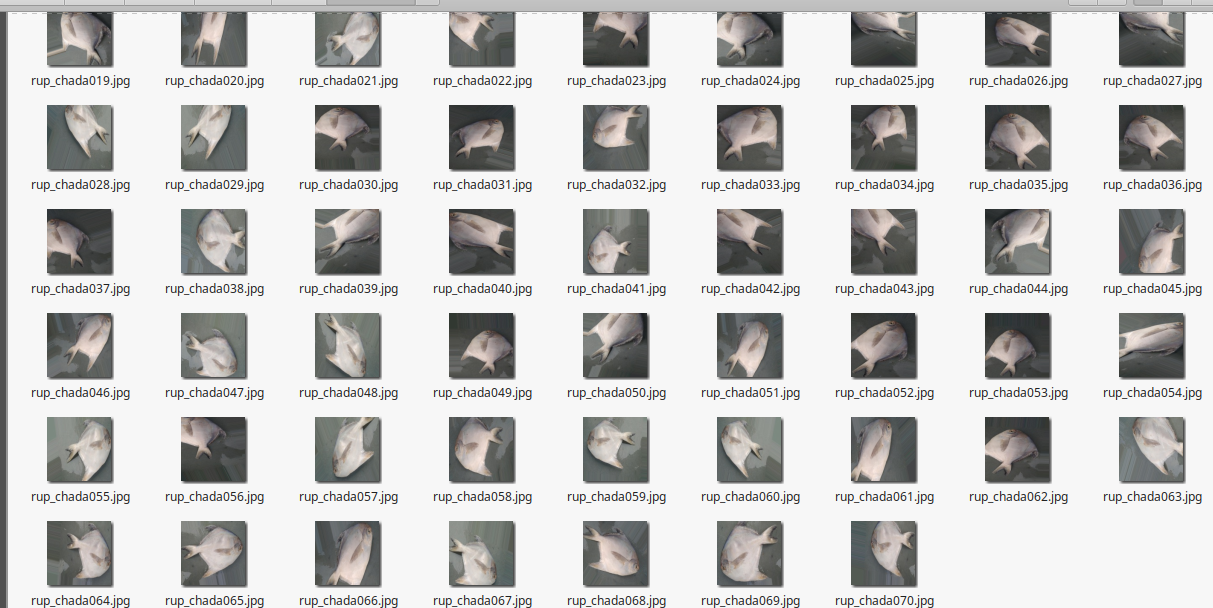 rup_chada019.jpg rup_chada020.jpg rup_chada021.jpg rup_chada022.jpg rup_chada023.jpg rup_chada024.jpg rup_chada025.jpg rup_chada026.jpg rup_chada027.jpg
rup_chada028.jpg rup_chada029.jpg rup_chada030.jpg rup_chada031.jpg rup_chada032.jpg rup_chada033.jpg rup_chada034.jpg rup_chada035.jpg rup_chada036.jpg
rup_chada037.jpg rup_chada038.jpg rup_chada039.jpg rup_chada040.jpg rup_chada041.jpg rup_chada042.jpg rup_chada043.jpg rup_chada044.jpg rup_chada045.jpg
rup_chada046.jpg rup_chada047.jpg rup_chada048.jpg rup_chada049.jpg rup_chada050.jpg rup_chada051.jpg rup_chada052.jpg rup_chada053.jpg rup_chada054.jpg
rup_chada055.jpg rup_chada056.jpg rup_chada057.jpg rup_chada058.jpg rup_chada059.jpg rup_chada060.jpg rup_chada061.jpg rup_chada062.jpg rup_chada063.jpg
rup_chada064.jpg rup_chada065.jpg rup_chada066.jpg rup_chada067.jpg rup_chada068.jpg rup_chada069.jpg rup_chada070.jpg